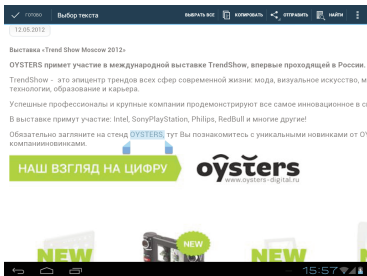 ГОТОВО Выбор текста ВЫБРАТЬ ВСЕ КОПИРОВАТЬ ОТПРАВИТЬ НАЙТИ
12.05.2012
Выставка «Trend Show Moscow 2012»
OYSTERS примет участие в международной выставке TrendShow, впервые проходящей в России.
TrendShow - это эпицентр трендов всех сфер современной жизни: мода, визуальное искусство, м
технологии, образование и карьера.
Успешные профессионалы и крупные компании продемонстрируют все самое инновационное в с
В выставке примут участие: Intel, SonyPlayStation, Philips, RedBull и многие другие!
Обязательно загляните на стенд OYSTERS, тут Вы познакомитесь с уникальными новинками от OY
компанииновинками.
НАШ ВЗГЛЯД НА ЦИФРУ
oysters
www.oysters-digital.ru
NEW NEW NEW NEW
15:57